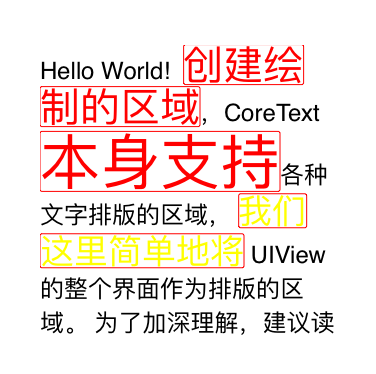 Hello World! 创建绘
制的区域，CoreText
本身支持各种
文字排版的区域， 我们
这里简单地将 UIView
的整个界面作为排版的区
域。 为了加深理解，建议读